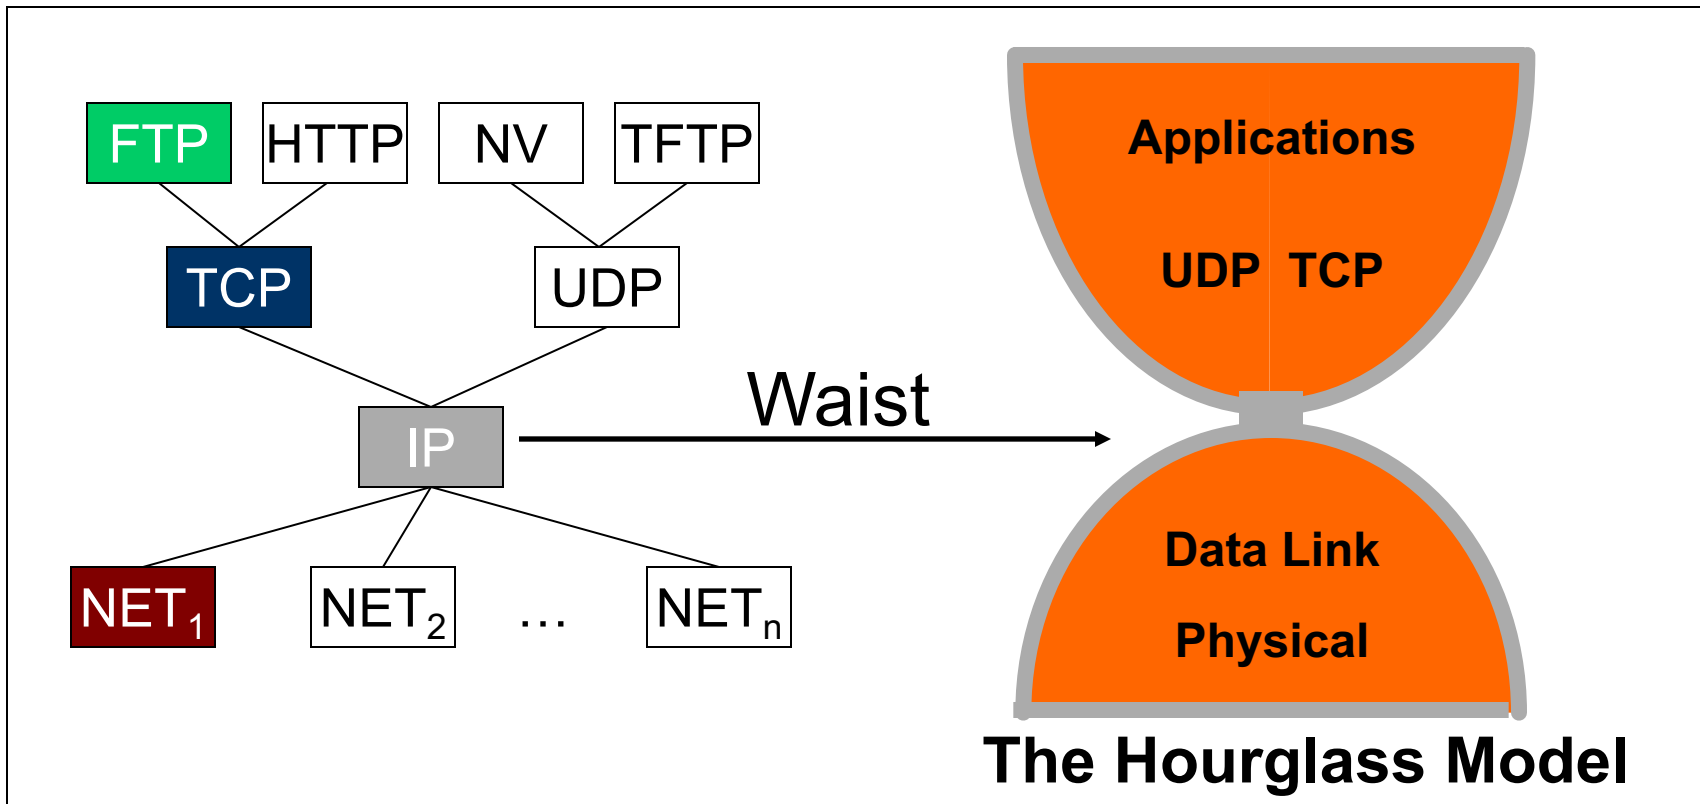 FTP HTTP NV TFTP
TCP UDP
IP
Waist
NET₁ NET₂ ... NETₙ
Applications
UDP TCP
Data Link
Physical
The Hourglass Model